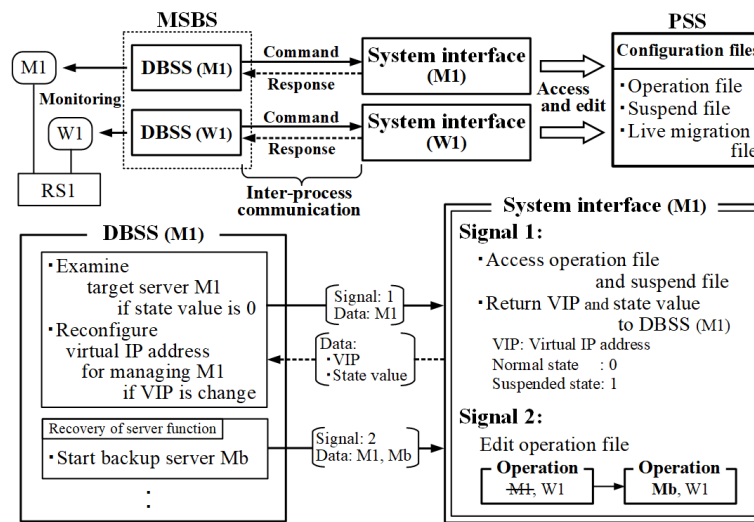 MSBS
PSS
M1
DBSS (M1)
Command
Response
System interface
(M1)
Access
and edit
Configuration files
・Operation file
・Suspend file
・Live migration
file
Monitoring
W1
DBSS (W1)
Command
Response
System interface
(W1)
RS1
Inter-process
communication
DBSS (M1)
・Examine
target server M1
if state value is 0
・Reconfigure
virtual IP address
for managing M1
if VIP is change
Recovery of server function
・Start backup server Mb
:
Signal: 1
Data: M1
Data:
・VIP
・State value
Signal: 2
Data: M1, Mb
System interface (M1)
Signal 1:
・Access operation file
and suspend file
・Return VIP and state value
to DBSS (M1)
VIP: Virtual IP address
Normal state : 0
Suspended state: 1
Signal 2:
Edit operation file
Operation
M1, W1
Operation
Mb, W1